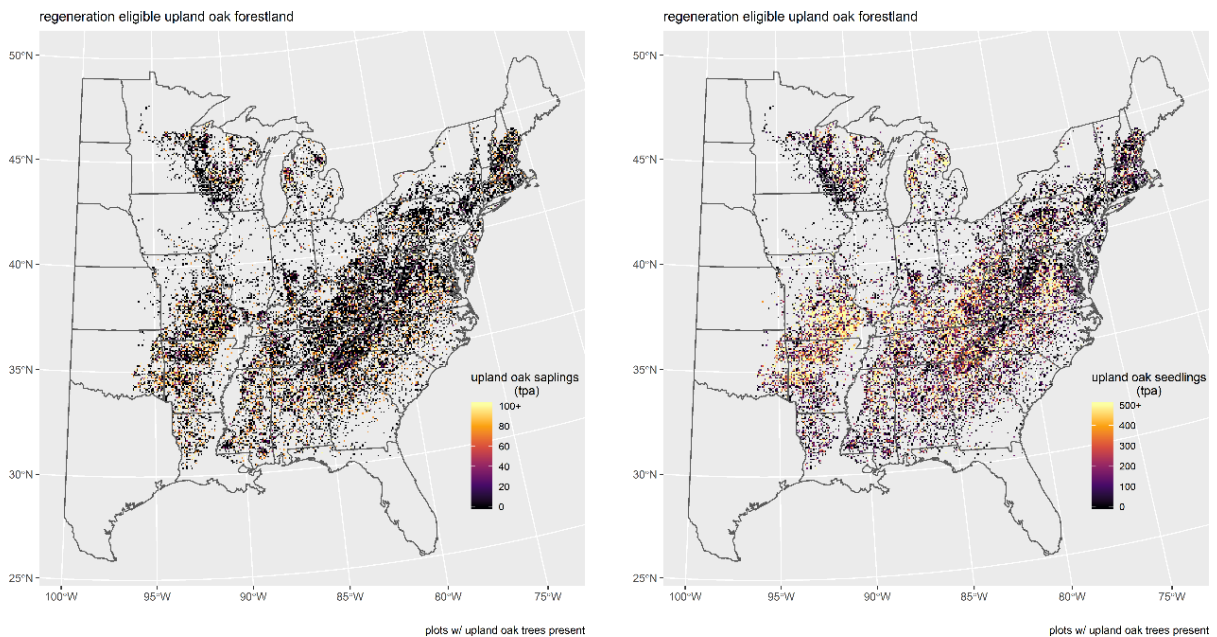 regeneration eligible upland oak forestland
50°N
45°N
40°N
35°N
30°N
25°N
100°W
95°W
90°W
85°W
80°W
75°W
upland oak saplings
(tpa)
100+
80
60
40
20
0
plots w/ upland oak trees present
regeneration eligible upland oak forestland
50°N
45°N
40°N
35°N
30°N
25°N
100°W
95°W
90°W
85°W
80°W
75°W
upland oak seedlings
(tpa)
500+
400
300
200
100
0
plots w/ upland oak trees present